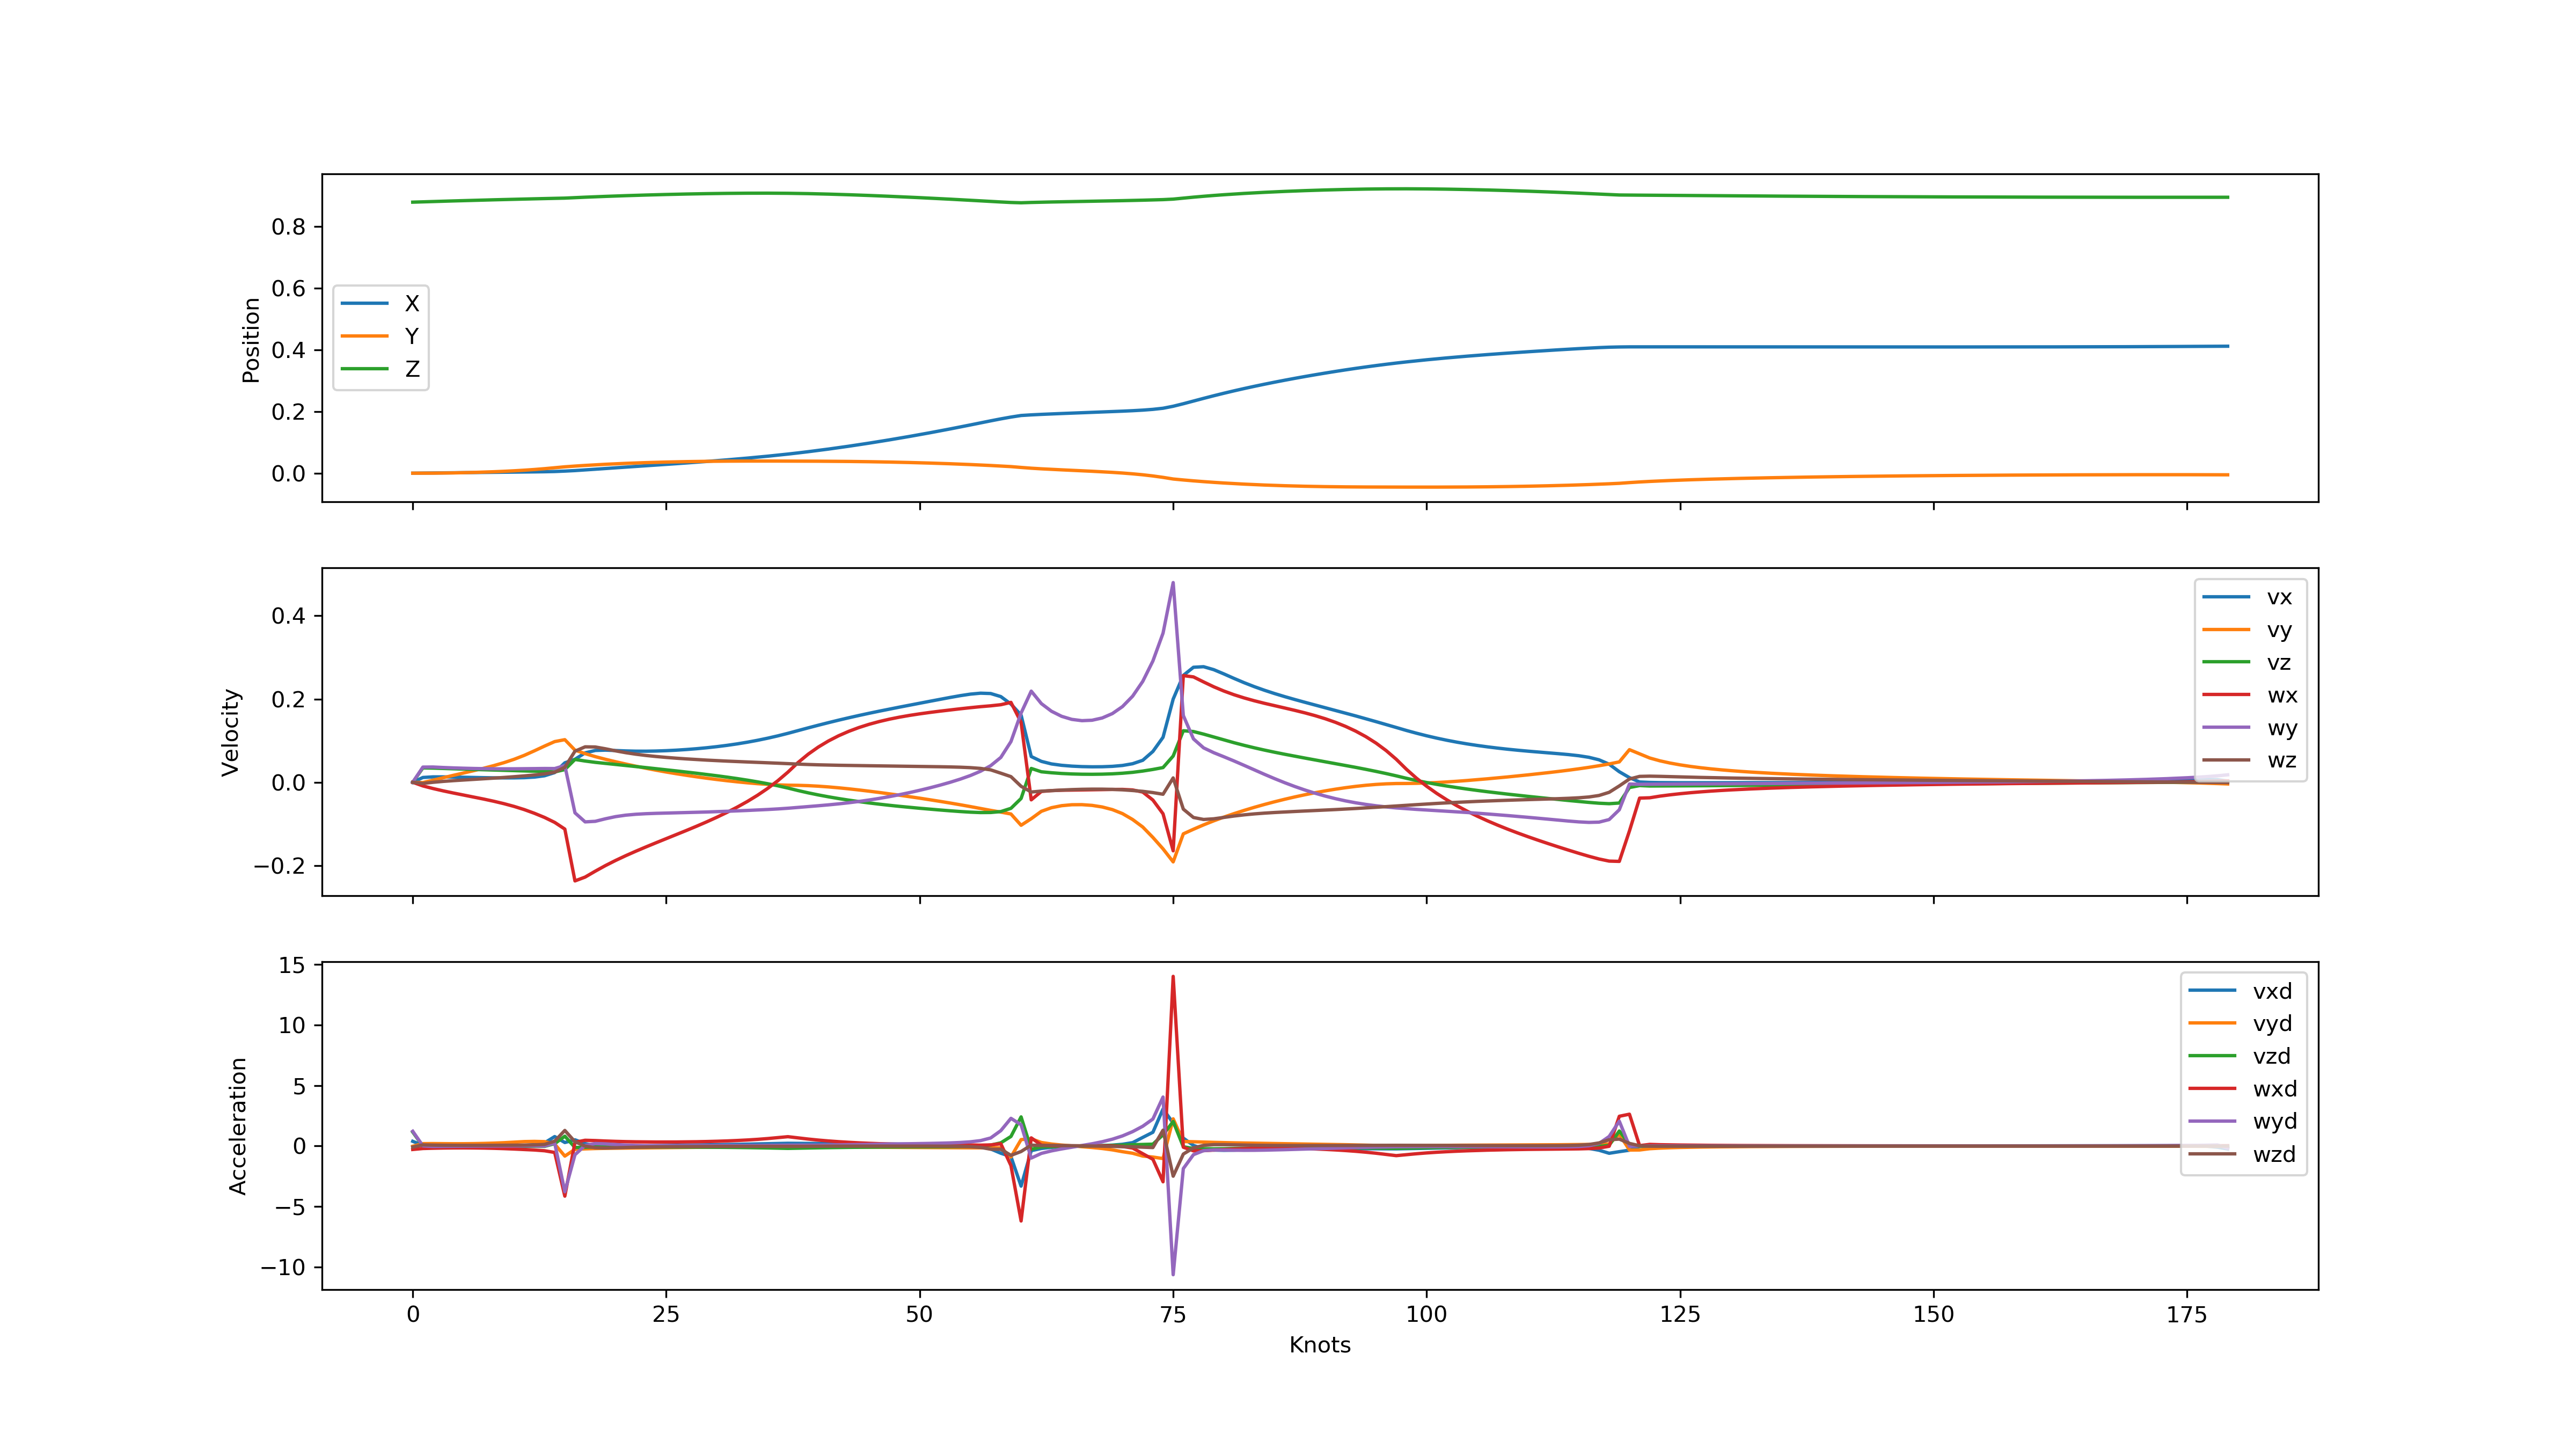 0.8
0.6
0.4
0.2
0.0
Position
X
Y
Z
0.4
0.2
0.0
−0.2
Velocity
vx
vy
vz
wx
wy
wz
15
10
5
0
−5
−10
Acceleration
vxd
vyd
vzd
wxd
wyd
wzd
0 25 50 75 100 125 150 175
Knots